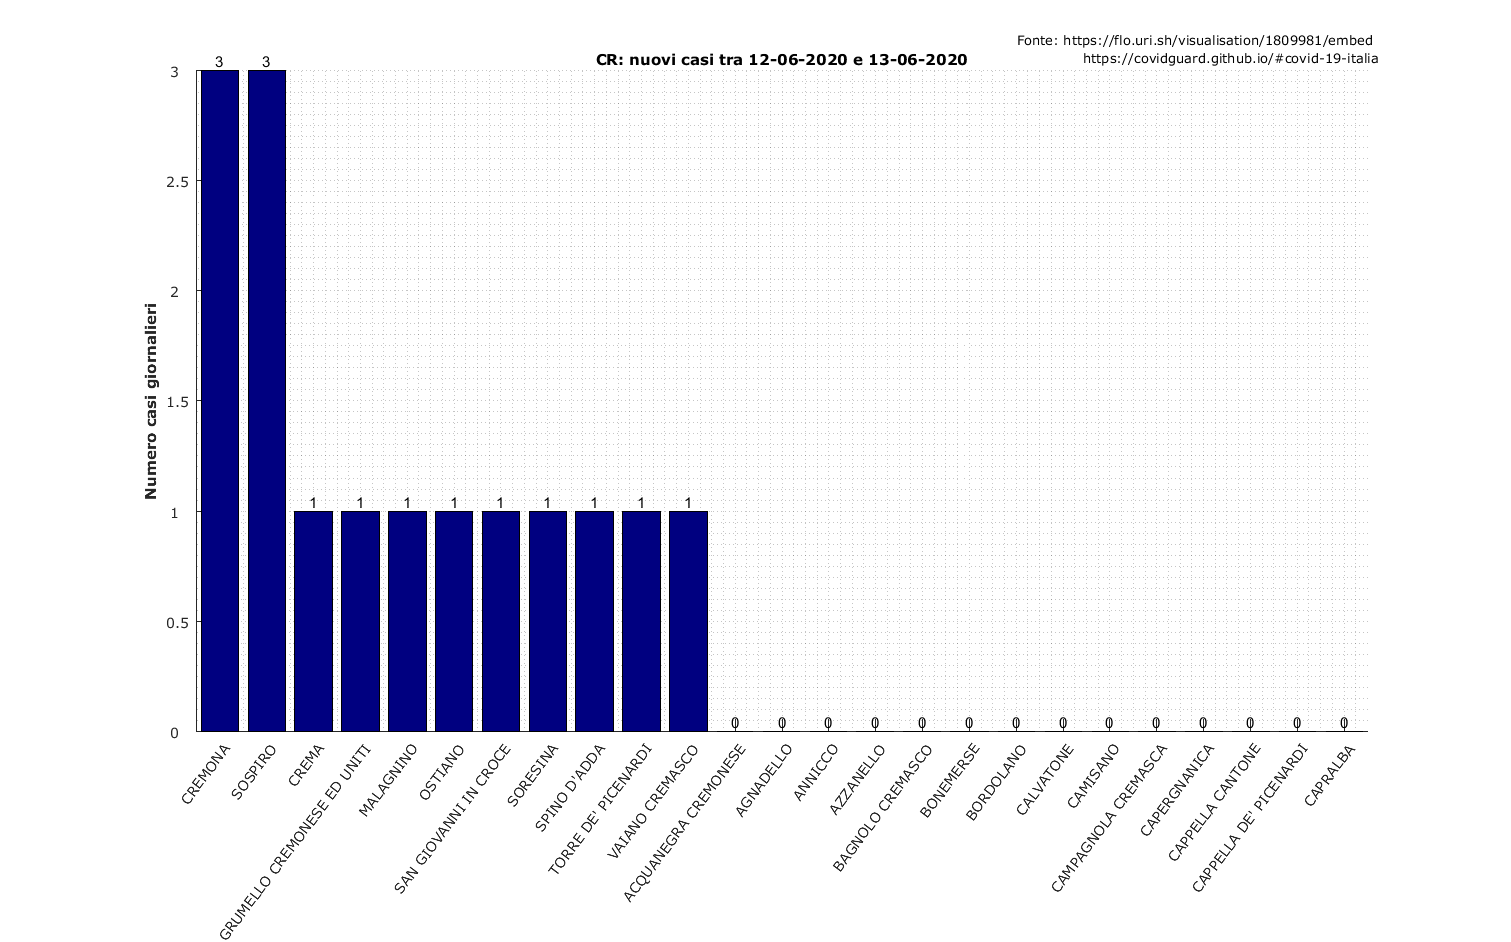 Fonte: https://flo.uri.sh/visualisation/1809981/embed
https://covidguard.github.io/#covid-19-italia
CR: nuovi casi tra 12-06-2020 e 13-06-2020
Numero casi giornalieri
3
2.5
2
1.5
1
0.5
0
3 3 1 1 1 1 1 1 1 1 1 0 0 0 0 0 0 0 0 0 0 0 0 0 0
CREMONA
SOSPIRO
CREMA
GRUMELLO CREMONESE ED UNITI
MALAGNINO
OSTIANO
SAN GIOVANNI IN CROCE
SORESINA
SPINO D'ADDA
TORRE DE' PICENARDI
VAIANO CREMASCO
ACQUANEGRA CREMONESE
AGNADELLO
ANNICCO
AZZANELLO
BAGNOLO CREMASCO
BONEMERSE
BORDOLANO
CALVATONE
CAMISANO
CAMPAGNOLA CREMASCA
CAPERGNANICA
CAPPELLA CANTONE
CAPPELLA DE' PICENARDI
CAPRALBA